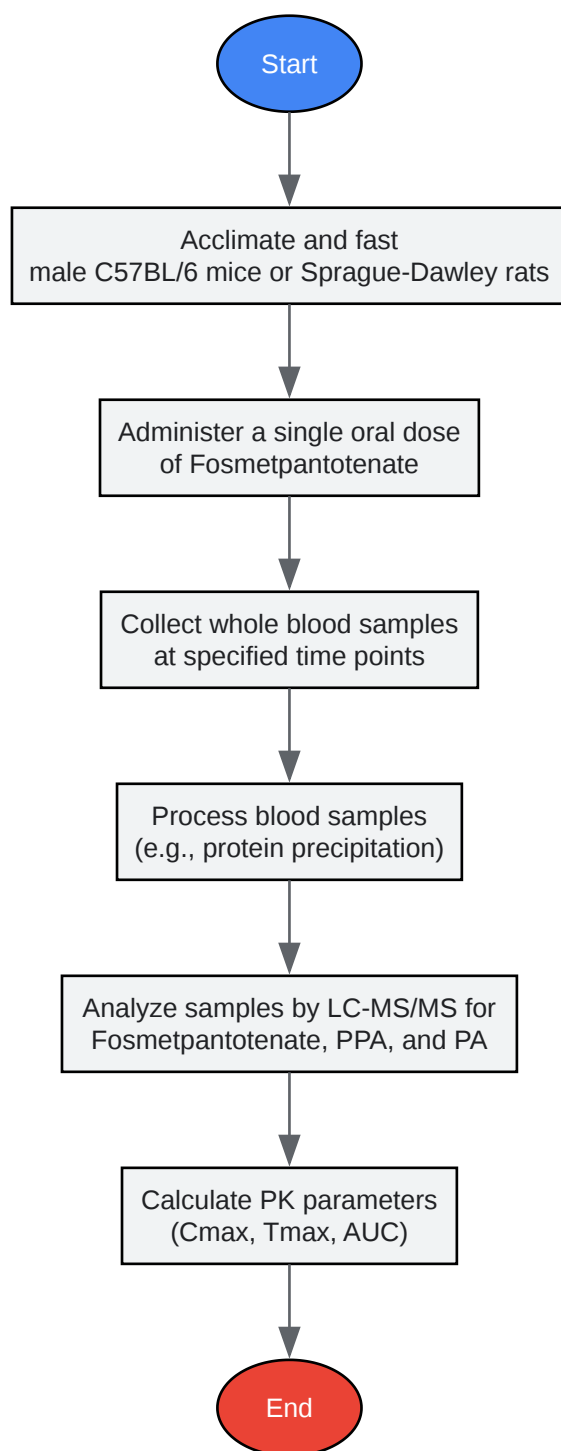 Start
Acclimate and fast
male C57BL/6 mice or Sprague-Dawley rats
Administer a single oral dose
of Fosmetpantotenate
Collect whole blood samples
at specified time points
Process blood samples
(e.g., protein precipitation)
Analyze samples by LC-MS/MS for
Fosmetpantotenate, PPA, and PA
Calculate PK parameters
(Cmax, Tmax, AUC)
End